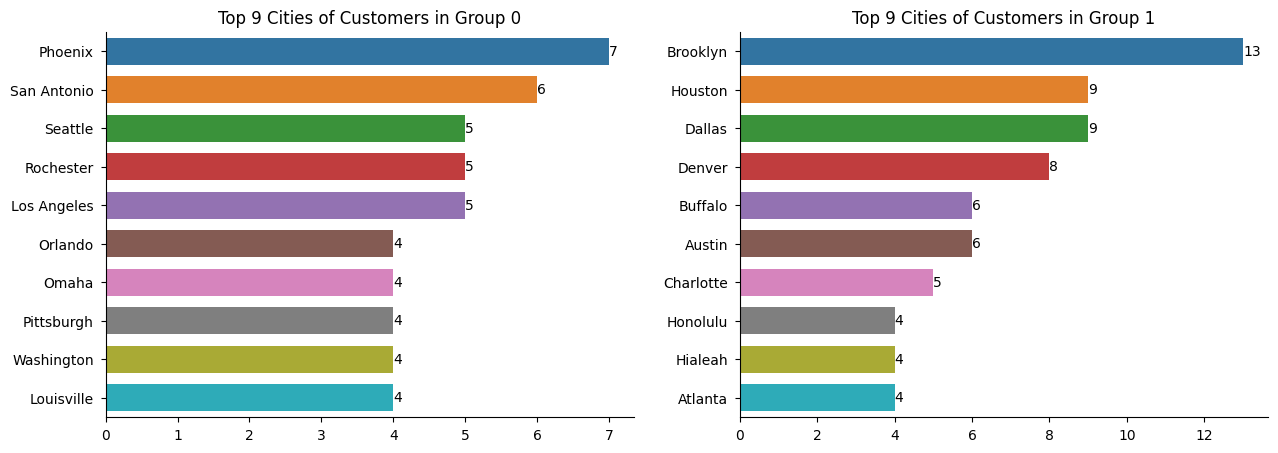 Top 9 Cities of Customers in Group 0
Phoenix 7
San Antonio 6
Seattle 5
Rochester 5
Los Angeles 5
Orlando 4
Omaha 4
Pittsburgh 4
Washington 4
Louisville 4
0 1 2 3 4 5 6 7
Top 9 Cities of Customers in Group 1
Brooklyn 13
Houston 9
Dallas 9
Denver 8
Buffalo 6
Austin 6
Charlotte 5
Honolulu 4
Hialeah 4
Atlanta 4
0 2 4 6 8 10 12